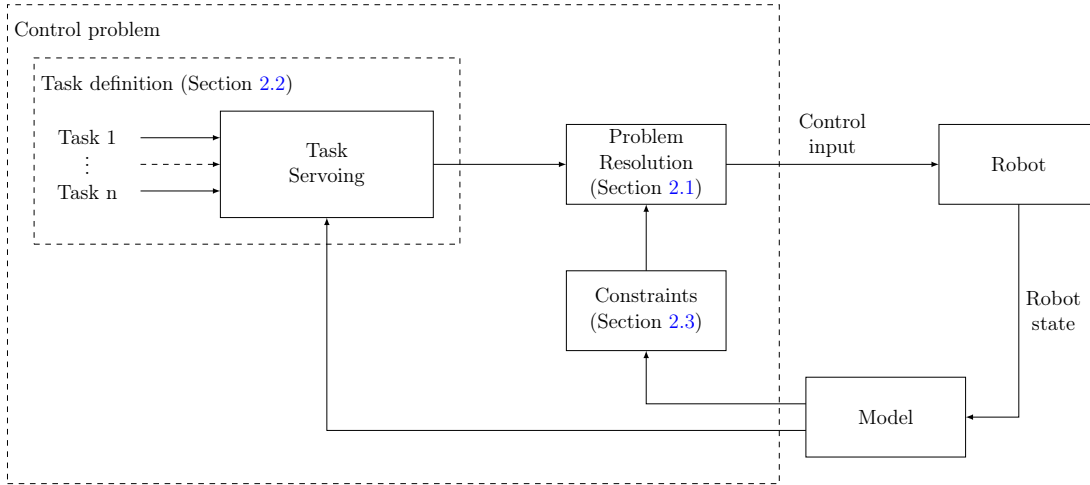 Control problem
Task definition (Section 2.2)
Task 1
⋮
Task n
Task
Servoing
Problem
Resolution
(Section 2.1)
Control
input
Robot
Constraints
(Section 2.3)
Robot
state
Model